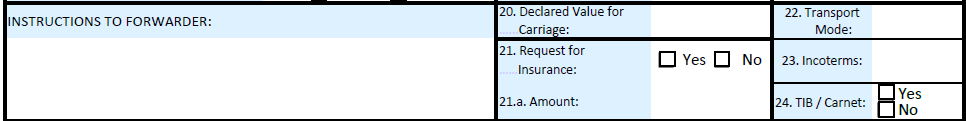 INSTRUCTIONS TO FORWARDER:
20. Declared Value for
.....Carriage:
22. Transport
Mode:
21. Request for
.....Insurance:
Yes No
23. Incoterms:
21.a. Amount:
24. TIB / Carnet:
Yes
No